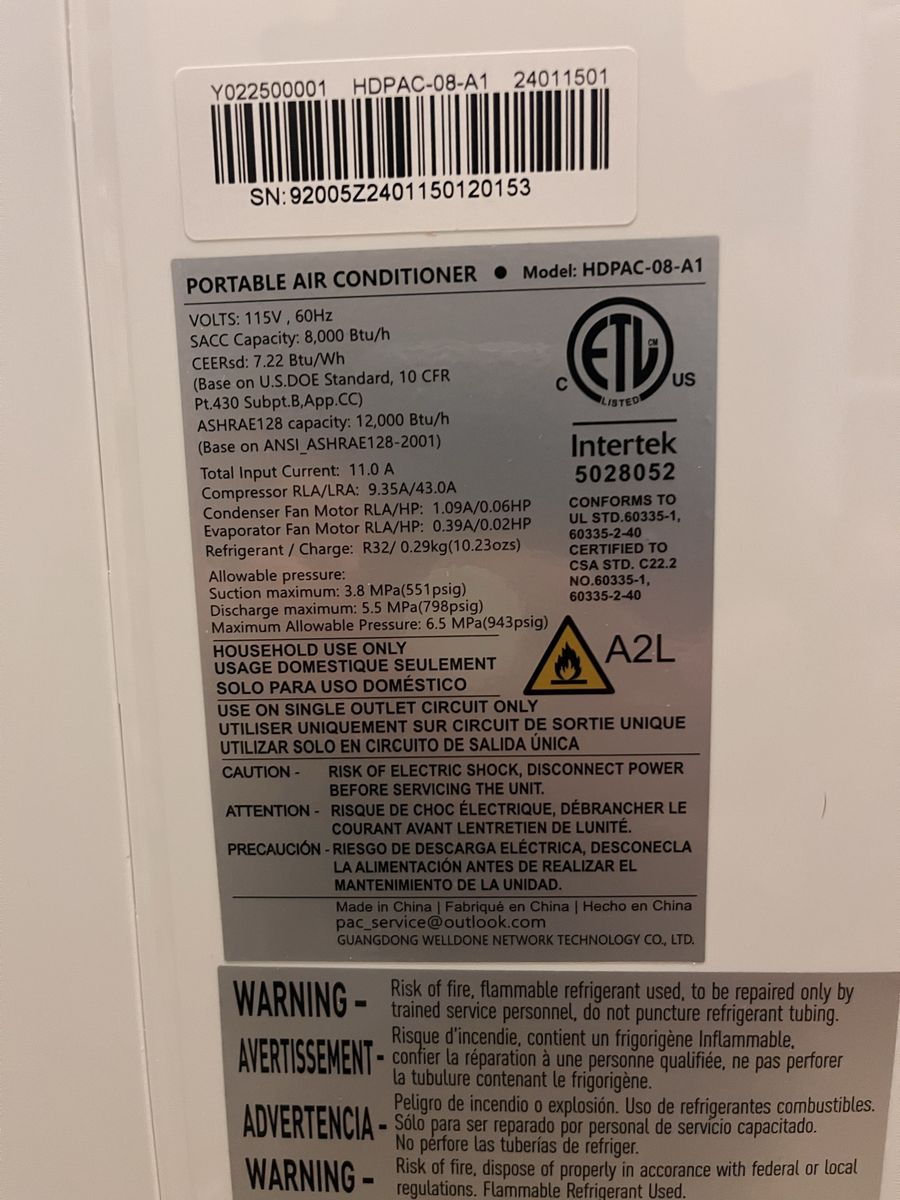 Y022500001 HDPAC-08-A1 24011501
SN:92005Z2401150120153
PORTABLE AIR CONDITIONER ● Model: HDPAC-08-A1
VOLTS: 115V , 60Hz
SACC Capacity: 8,000 Btu/h
CEERsd: 7.22 Btu/Wh
(Base on U.S.DOE Standard, 10 CFR
Pt.430 Subpt.B,App.CC)
ASHRAE128 capacity: 12,000 Btu/h
(Base on ANSI_ASHRAE128-2001)
Total Input Current: 11.0 A
Compressor RLA/LRA: 9.35A/43.0A
Condenser Fan Motor RLA/HP: 1.09A/0.06HP
Evaporator Fan Motor RLA/HP: 0.39A/0.02HP
Refrigerant / Charge: R32/ 0.29kg(10.23ozs)
Allowable pressure:
Suction maximum: 3.8 MPa(551psig)
Discharge maximum: 5.5 MPa(798psig)
Maximum Allowable Pressure: 6.5 MPa(943psig)
ETL CM
C US
LISTED
Intertek
5028052
CONFORMS TO
UL STD.60335-1,
60335-2-40
CERTIFIED TO
CSA STD. C22.2
NO.60335-1,
60335-2-40
A2L
HOUSEHOLD USE ONLY
USAGE DOMESTIQUE SEULEMENT
SOLO PARA USO DOMÉSTICO
USE ON SINGLE OUTLET CIRCUIT ONLY
UTILISER UNIQUEMENT SUR CIRCUIT DE SORTIE UNIQUE
UTILIZAR SOLO EN CIRCUITO DE SALIDA ÚNICA
CAUTION - RISK OF ELECTRIC SHOCK, DISCONNECT POWER
BEFORE SERVICING THE UNIT.
ATTENTION - RISQUE DE CHOC ÉLECTRIQUE, DÉBRANCHER LE
COURANT AVANT LENTRETIEN DE LUNITÉ.
PRECAUCIÓN - RIESGO DE DESCARGA ELÉCTRICA, DESCONECLA
LA ALIMENTACIÓN ANTES DE REALIZAR EL
MANTENIMIENTO DE LA UNIDAD.
Made in China | Fabriqué en China | Hecho en China
pac_service@outlook.com
GUANGDONG WELLDONE NETWORK TECHNOLOGY CO., LTD.
WARNING - Risk of fire, flammable refrigerant used, to be repaired only by
trained service personnel, do not puncture refrigerant tubing.
AVERTISSEMENT - Risque d'incendie, contient un frigorigène Inflammable,
confier la réparation à une personne qualifiée, ne pas perforer
la tubulure contenant le frigorigène.
ADVERTENCIA - Peligro de incendio o explosión. Uso de refrigerantes combustibles.
Sólo para ser reparado por personal de servicio capacitado.
No perfore las tuberías de refriger.
WARNING - Risk of fire, dispose of properly in accorance with federal or local
regulations. Flammable Refrigerant Used.